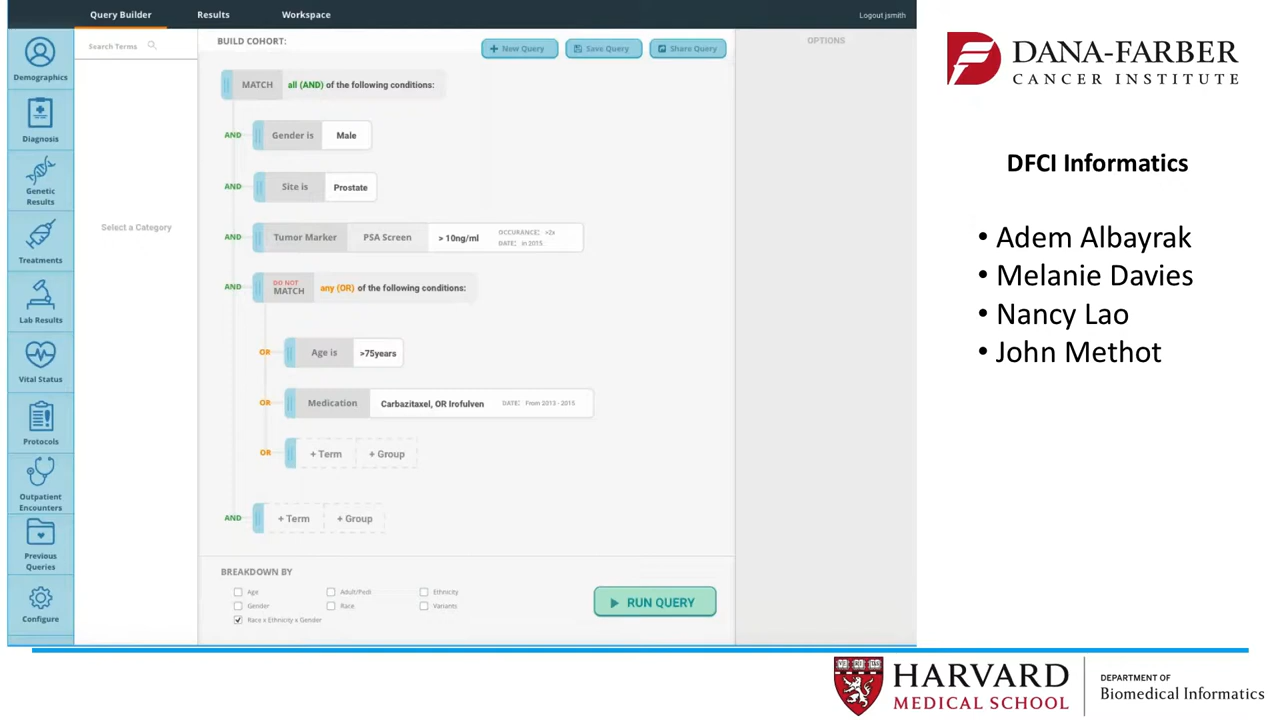 Query Builder
Results
Workspace
Logout jsmith
Demographics
Diagnosis
Genetic
Results
Treatments
Lab Results
Vital Status
Protocols
Outpatient
Encounters
Previous
Queries
Configure
Search Terms
Select a Category
BUILD COHORT:
+ New Query
Save Query
Share Query
MATCH all (AND) of the following conditions:
AND Gender is Male
AND Site is Prostate
AND Tumor Marker PSA Screen > 10ng/ml OCCURANCE: >2x
DATE: in 2015
AND DO NOT
MATCH any (OR) of the following conditions:
OR Age is >75years
OR Medication Carbazitaxel, OR Irofulven DATE: From 2013 - 2015
OR + Term + Group
AND + Term + Group
BREAKDOWN BY
Age Adult/Pedi Ethnicity
Gender Race Variants
Race x Ethnicity x Gender
RUN QUERY
OPTIONS
DANA-FARBER
CANCER INSTITUTE
DFCI Informatics
• Adem Albayrak
• Melanie Davies
• Nancy Lao
• John Methot
HARVARD
MEDICAL SCHOOL
DEPARTMENT OF
Biomedical Informatics